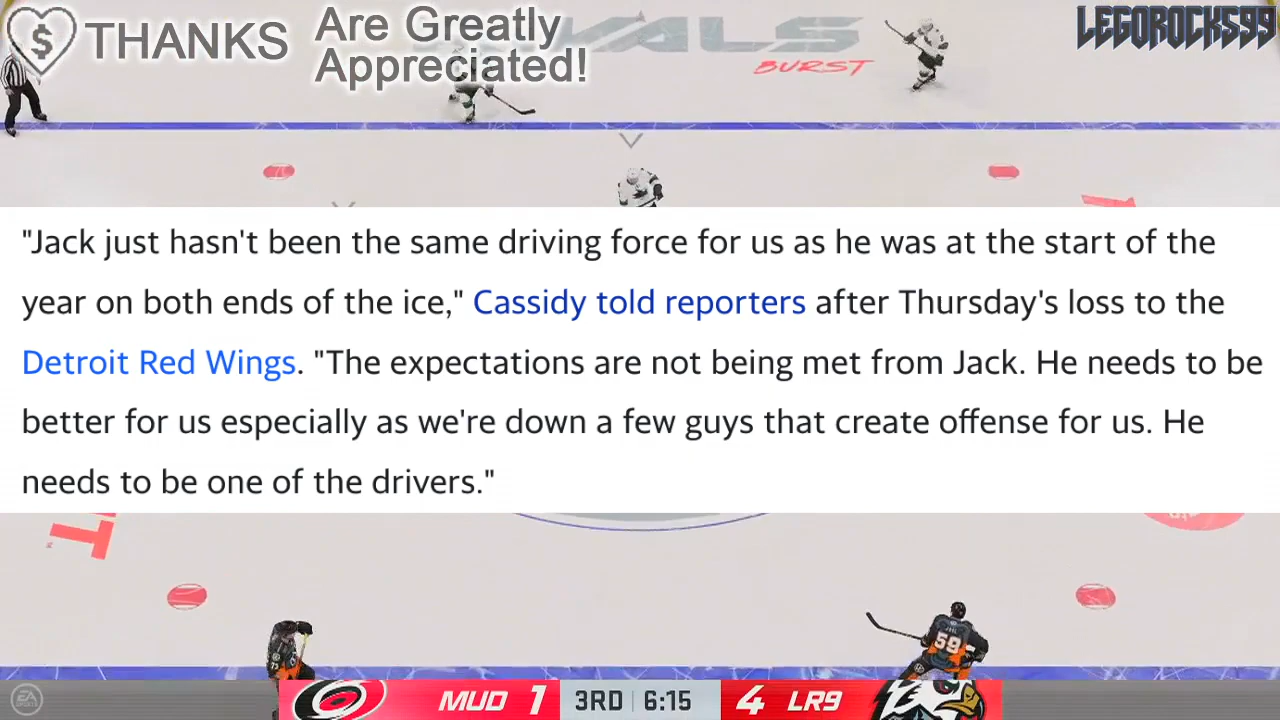 $ THANKS
Are Greatly
Appreciated!
LEGOROCKS99
BURST
"Jack just hasn't been the same driving force for us as he was at the start of the
year on both ends of the ice," Cassidy told reporters after Thursday's loss to the
Detroit Red Wings. "The expectations are not being met from Jack. He needs to be
better for us especially as we're down a few guys that create offense for us. He
needs to be one of the drivers."
59
EA
SPORTS
MUD 1 3RD 6:15 4 LR9